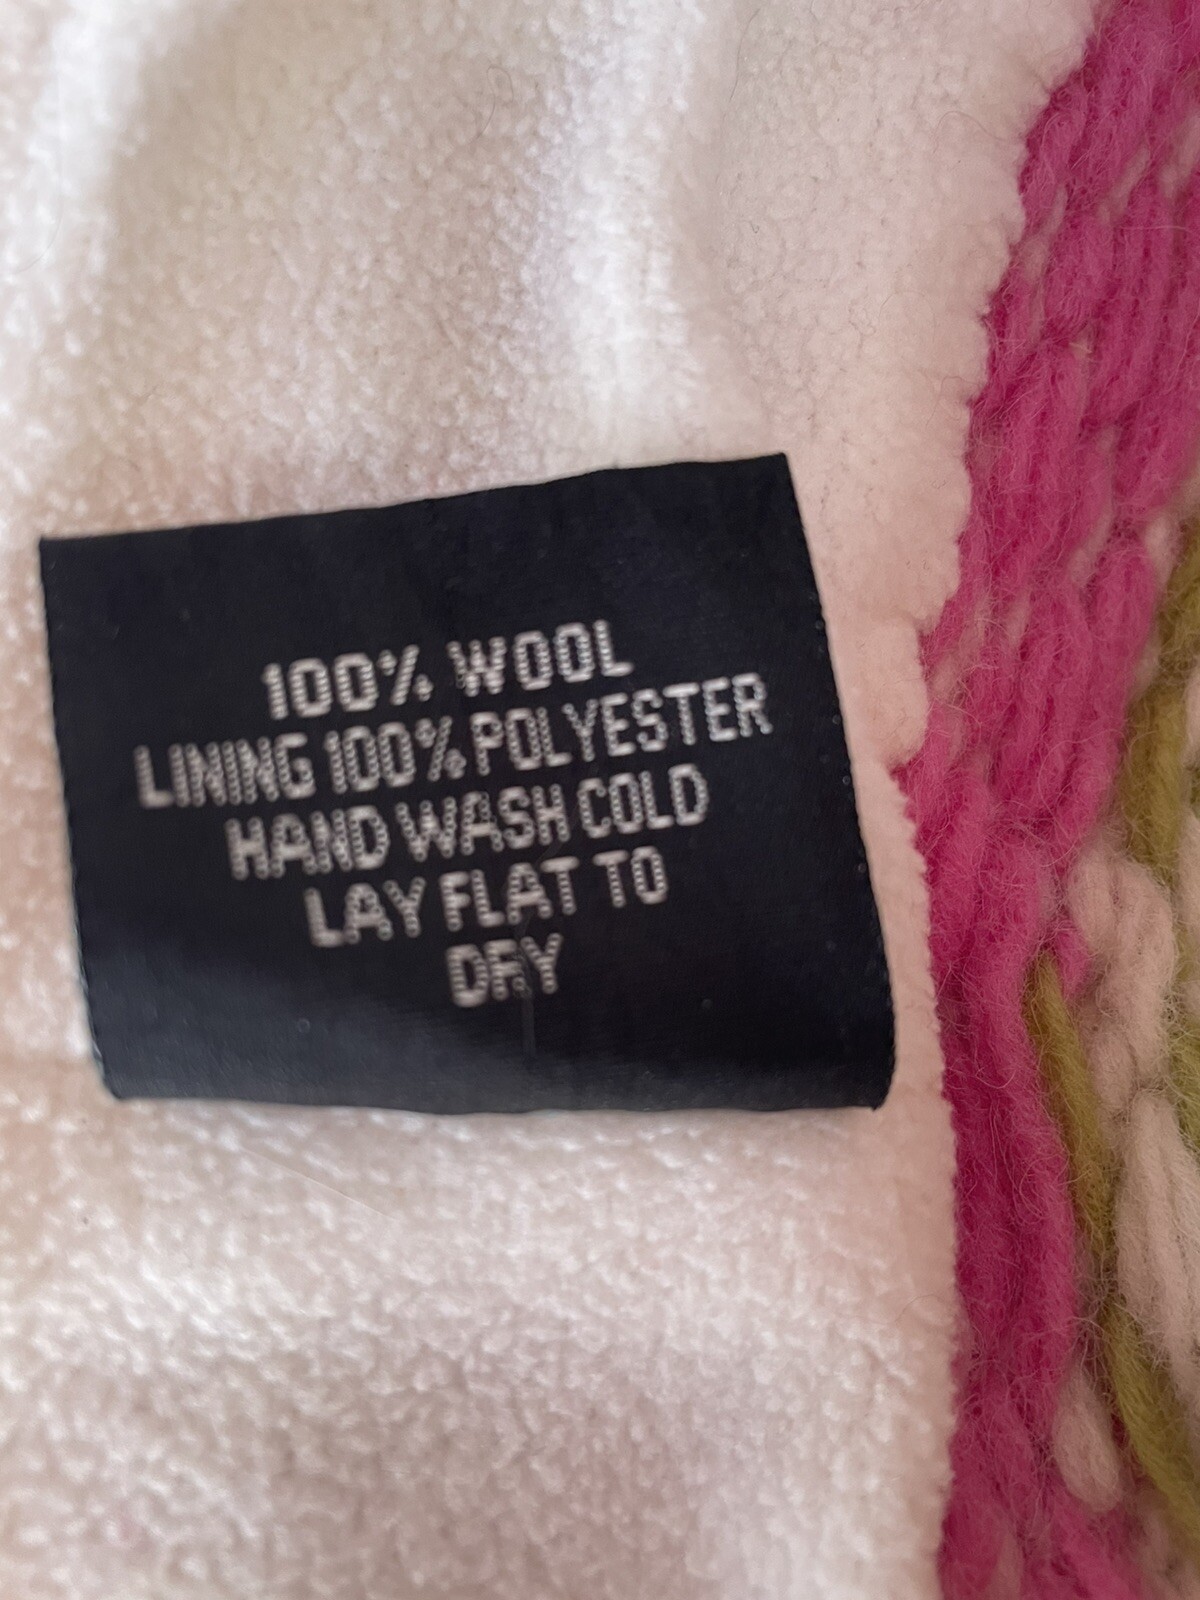 100% WOOL
LINING 100% POLYESTER
HAND WASH COLD
LAY FLAT TO
DRY